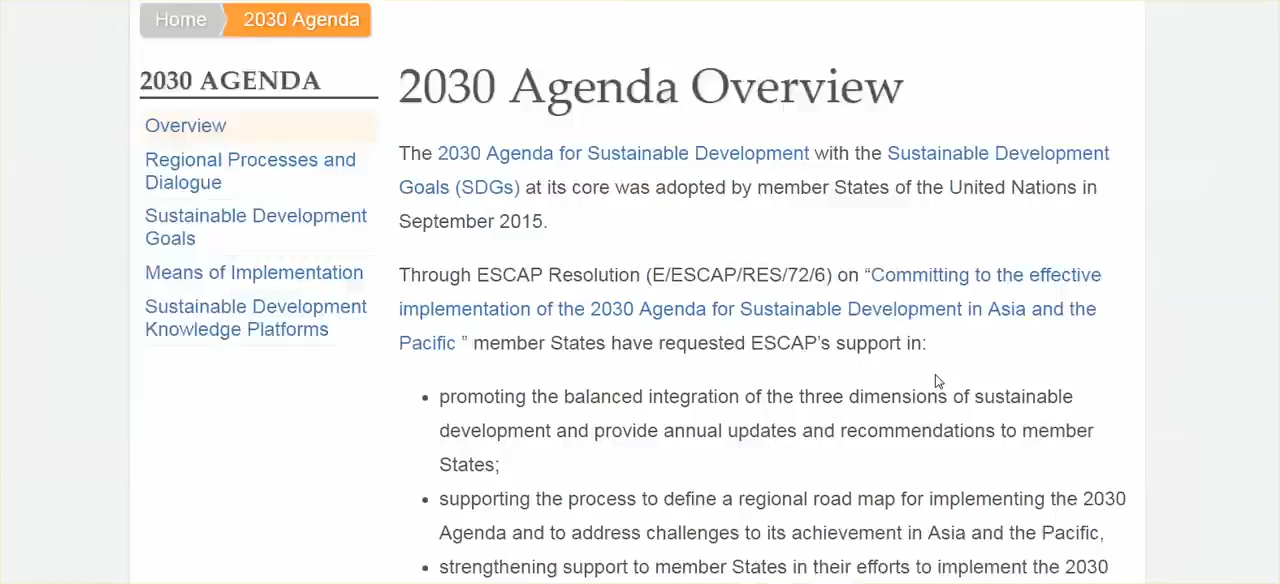 Home 2030 Agenda
2030 AGENDA
Overview
Regional Processes and
Dialogue
Sustainable Development
Goals
Means of Implementation
Sustainable Development
Knowledge Platforms
2030 Agenda Overview
The 2030 Agenda for Sustainable Development with the Sustainable Development
Goals (SDGs) at its core was adopted by member States of the United Nations in
September 2015.
Through ESCAP Resolution (E/ESCAP/RES/72/6) on “Committing to the effective
implementation of the 2030 Agenda for Sustainable Development in Asia and the
Pacific ” member States have requested ESCAP’s support in:
• promoting the balanced integration of the three dimensions of sustainable
development and provide annual updates and recommendations to member
States;
• supporting the process to define a regional road map for implementing the 2030
Agenda and to address challenges to its achievement in Asia and the Pacific,
• strengthening support to member States in their efforts to implement the 2030